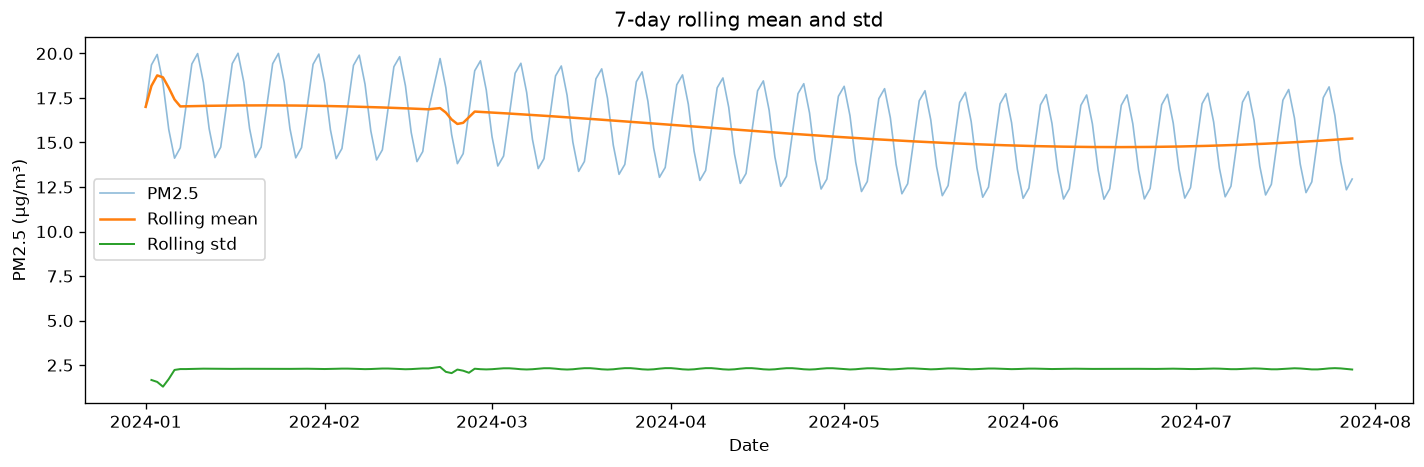 7-day rolling mean and std
PM2.5 (µg/m³)
20.0
17.5
15.0
12.5
10.0
7.5
5.0
2.5
PM2.5
Rolling mean
Rolling std
2024-01 2024-02 2024-03 2024-04 2024-05 2024-06 2024-07 2024-08
Date